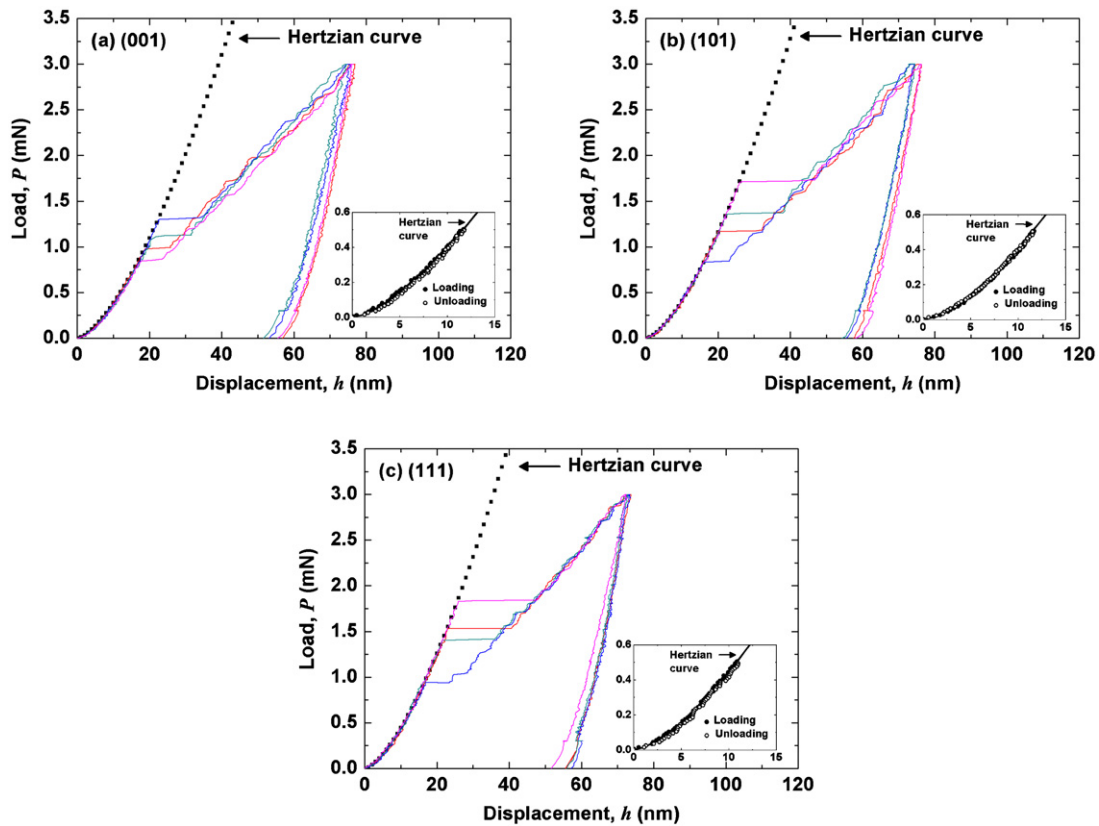 (a) (001)
Hertzian curve
Load, P (mN)
3.5
3.0
2.5
2.0
1.5
1.0
0.5
0.0
0 20 40 60 80 100 120
Displacement, h (nm)
0.6
0.4
0.2
0.0
0 5 10 15
Hertzian
curve
Loading
Unloading
(b) (101)
Hertzian curve
Load, P (mN)
3.5
3.0
2.5
2.0
1.5
1.0
0.5
0.0
0 20 40 60 80 100 120
Displacement, h (nm)
0.6
0.4
0.2
0.0
0 5 10 15
Hertzian
curve
Loading
Unloading
(c) (111)
Hertzian curve
Load, P (mN)
3.5
3.0
2.5
2.0
1.5
1.0
0.5
0.0
0 20 40 60 80 100 120
Displacement, h (nm)
0.6
0.4
0.2
0.0
0 5 10 15
Hertzian
curve
Loading
Unloading